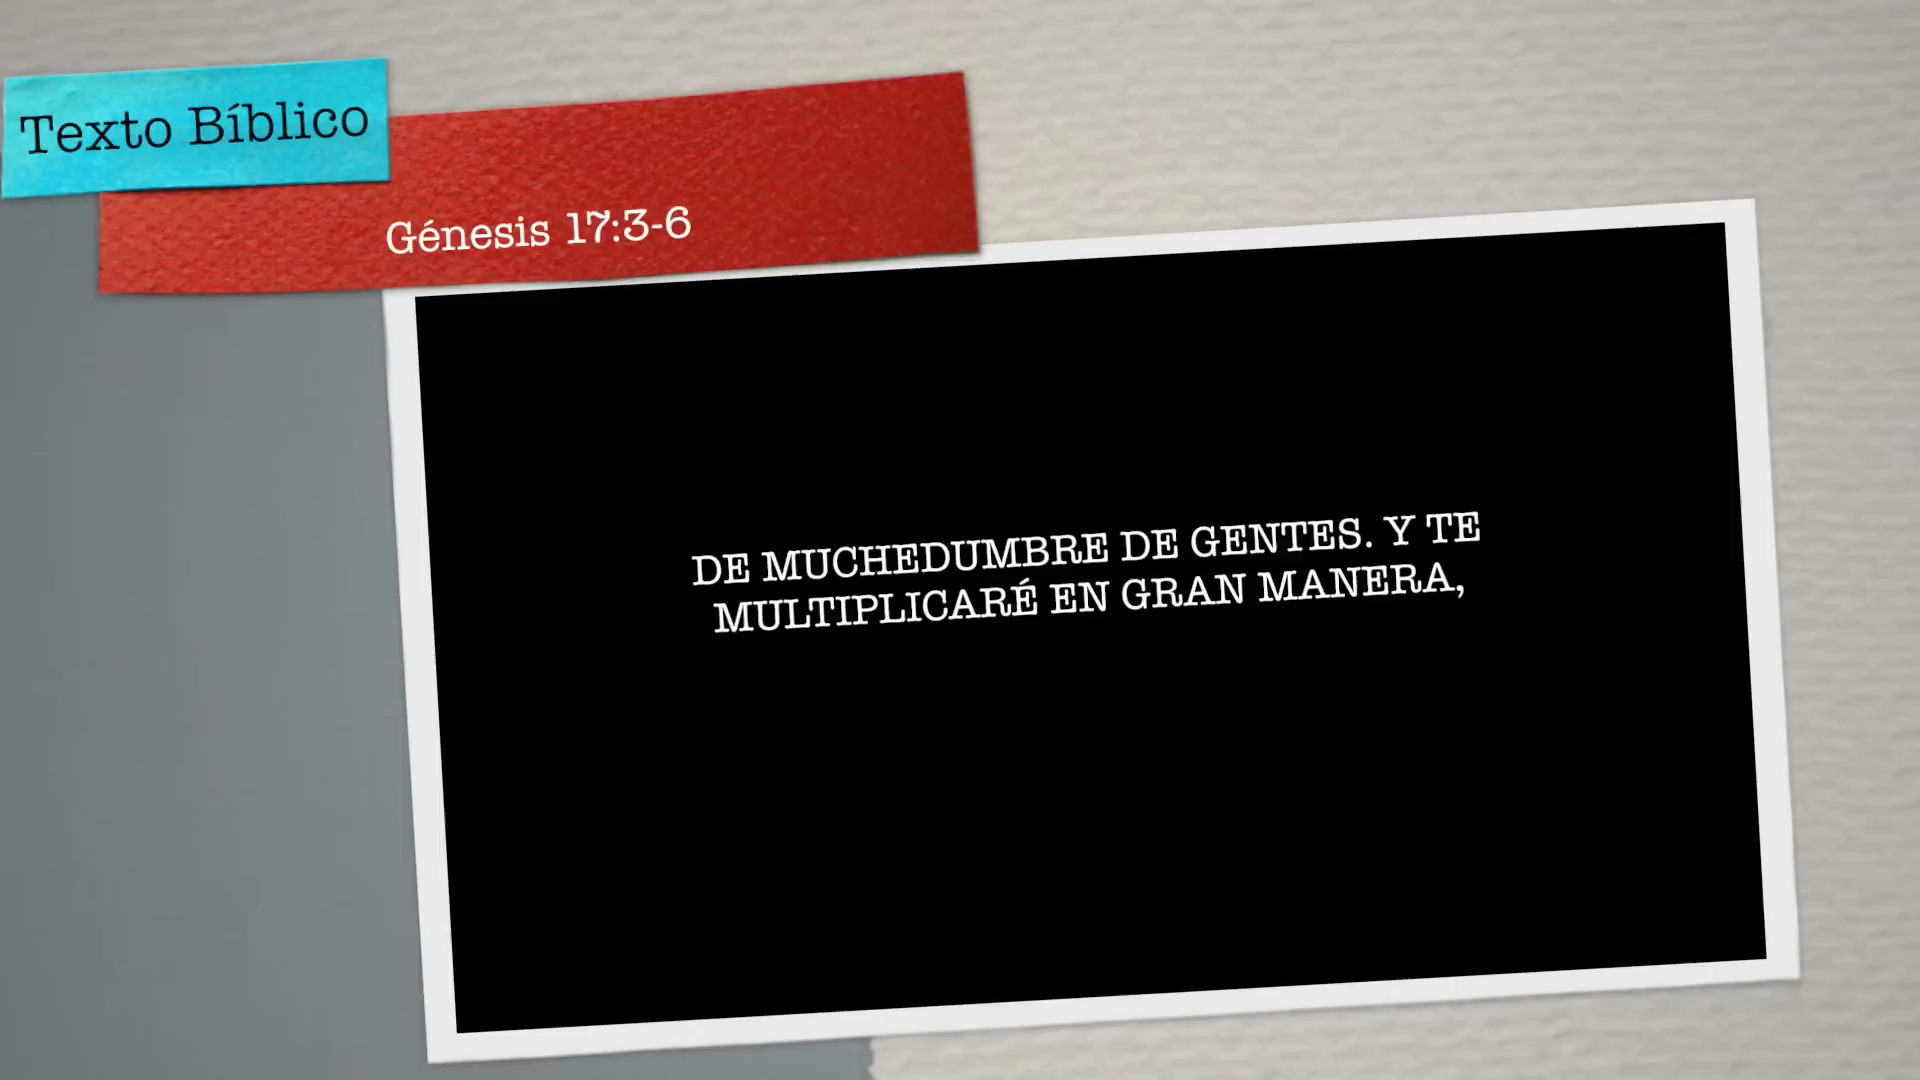 Texto Bíblico
Génesis 17:3-6
DE MUCHEDUMBRE DE GENTES. Y TE
MULTIPLICARÉ EN GRAN MANERA,